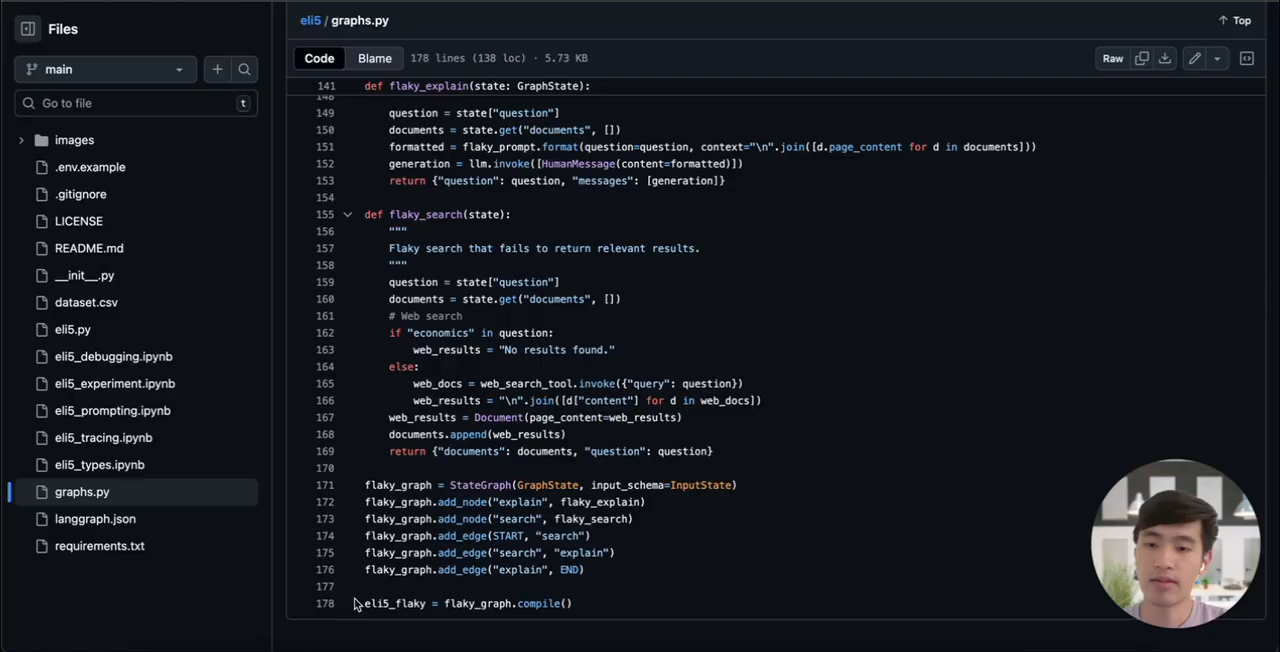 Files
main
Go to file
t
images
.env.example
.gitignore
LICENSE
README.md
__init__.py
dataset.csv
eli5.py
eli5_debugging.ipynb
eli5_experiment.ipynb
eli5_prompting.ipynb
eli5_tracing.ipynb
eli5_types.ipynb
graphs.py
langgraph.json
requirements.txt
eli5 / graphs.py
Top
Code Blame 178 lines (138 loc) · 5.73 KB
Raw
141 def flaky_explain(state: GraphState):
148
149 question = state["question"]
150 documents = state.get("documents", [])
151 formatted = flaky_prompt.format(question=question, context="\n".join([d.page_content for d in documents]))
152 generation = llm.invoke([HumanMessage(content=formatted)])
153 return {"question": question, "messages": [generation]}
154
155 def flaky_search(state):
156 """
157 Flaky search that fails to return relevant results.
158 """
159 question = state["question"]
160 documents = state.get("documents", [])
161 # Web search
162 if "economics" in question:
163 web_results = "No results found."
164 else:
165 web_docs = web_search_tool.invoke({"query": question})
166 web_results = "\n".join([d["content"] for d in web_docs])
167 web_results = Document(page_content=web_results)
168 documents.append(web_results)
169 return {"documents": documents, "question": question}
170
171 flaky_graph = StateGraph(GraphState, input_schema=InputState)
172 flaky_graph.add_node("explain", flaky_explain)
173 flaky_graph.add_node("search", flaky_search)
174 flaky_graph.add_edge(START, "search")
175 flaky_graph.add_edge("search", "explain")
176 flaky_graph.add_edge("explain", END)
177
178 eli5_flaky = flaky_graph.compile()